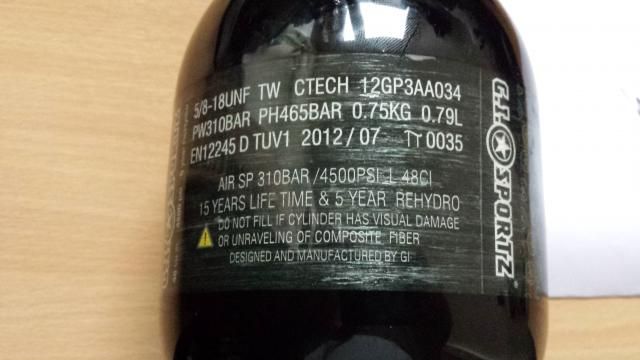 5/8-18UNF TW CTECH 12GP3AA034
PW310BAR PH465BAR 0.75KG 0.79L
EN12245 D TUV1 2012/07 π 0035
AIR SP 310BAR/4500PSI 48CI
15 YEARS LIFE TIME & 5 YEAR REHYDRO
DO NOT FILL IF CYLINDER HAS VISUAL DAMAGE
OR UNRAVELING OF COMPOSITE FIBER
DESIGNED AND MANUFACTURED BY GI
G.I. SPORTZ